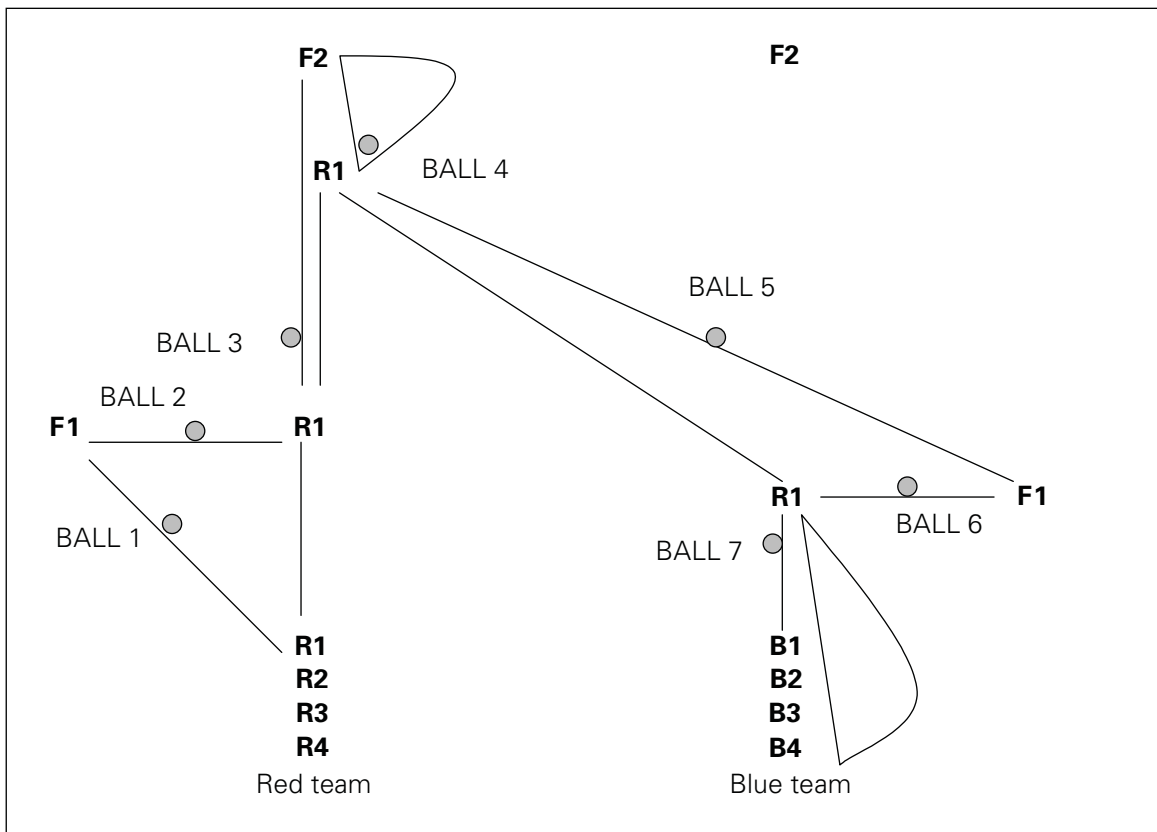 F2
F2
R1
BALL 4
BALL 5
BALL 3
BALL 2
F1
R1
R1
F1
BALL 6
BALL 1
BALL 7
R1
B1
R2
B2
R3
B3
R4
B4
Red team
Blue team